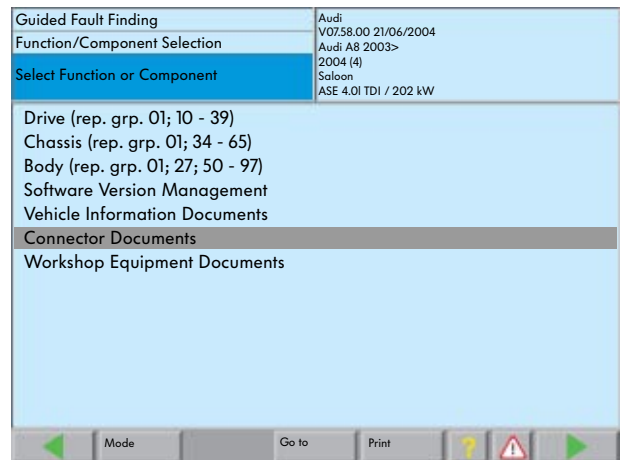 Guided Fault Finding
Function/Component Selection
Select Function or Component
Audi
V07.58.00 21/06/2004
Audi A8 2003>
2004 (4)
Saloon
ASE 4.0l TDI / 202 kW
Drive (rep. grp. 01; 10 - 39)
Chassis (rep. grp. 01; 34 - 65)
Body (rep. grp. 01; 27; 50 - 97)
Software Version Management
Vehicle Information Documents
Connector Documents
Workshop Equipment Documents
Mode
Go to
Print
?
!